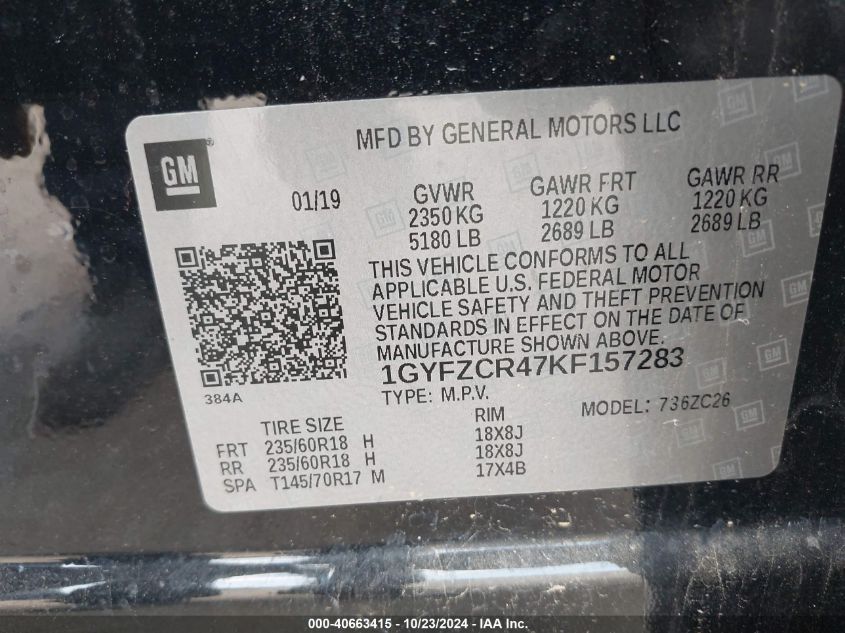 MFD BY GENERAL MOTORS LLC
GM
01/19
GVWR
2350 KG
5180 LB
GAWR FRT
1220 KG
2689 LB
GAWR RR
1220 KG
2689 LB
THIS VEHICLE CONFORMS TO ALL
APPLICABLE U.S. FEDERAL MOTOR
VEHICLE SAFETY AND THEFT PREVENTION
STANDARDS IN EFFECT ON THE DATE OF
MANUFACTURE SHOWN ABOVE.
1GYFZCR47KF157283
384A
TYPE: M.P.V.
MODEL: 736ZC26
TIRE SIZE
RIM
FRT 235/60R18 H 18X8J
RR 235/60R18 H 18X8J
SPA T145/70R17 M 17X4B
000-40663415 - 10/23/2024 - IAA Inc.